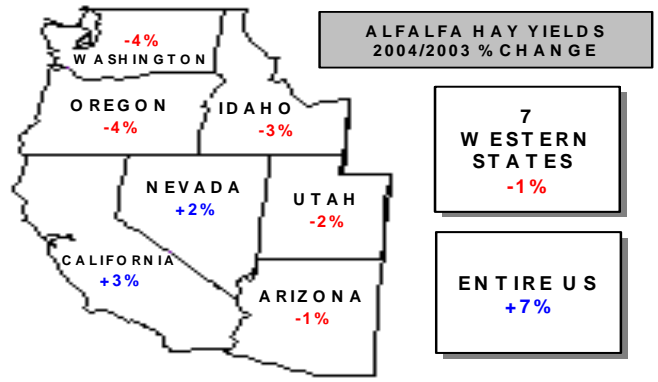 ALFALFA HAY YIELDS
2004/2003 % CHANGE
-4%
WASHINGTON
OREGON
-4%
IDAHO
-3%
7
WESTERN
STATES
-1%
NEVADA
+2%
UTAH
-2%
CALIFORNIA
+3%
ARIZONA
-1%
ENTIRE US
+7%